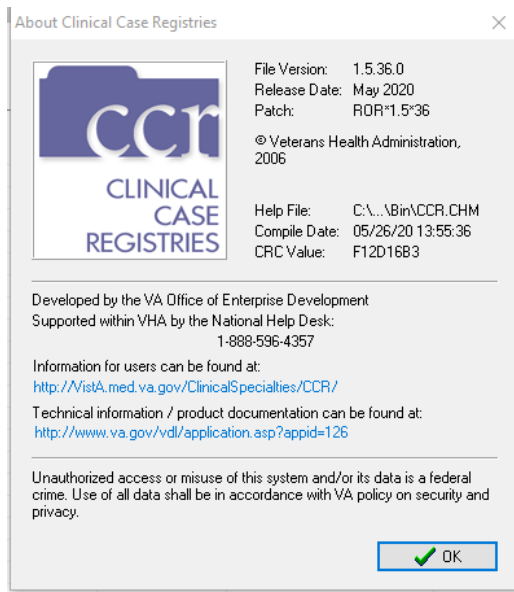 About Clinical Case Registries
ccr
CLINICAL
CASE
REGISTRIES
File Version: 1.5.36.0
Release Date: May 2020
Patch: ROR*1.5*36
© Veterans Health Administration,
2006
Help File: C:\...\Bin\CCR.CHM
Compile Date: 05/26/20 13:55:36
CRC Value: F12D16B3
Developed by the VA Office of Enterprise Development
Supported within VHA by the National Help Desk:
1-888-596-4357
Information for users can be found at:
http://VistA.med.va.gov/ClinicalSpecialties/CCR/
Technical information / product documentation can be found at:
http://www.va.gov/vdl/application.asp?appid=126
Unauthorized access or misuse of this system and/or its data is a federal
crime. Use of all data shall be in accordance with VA policy on security and
privacy.
OK